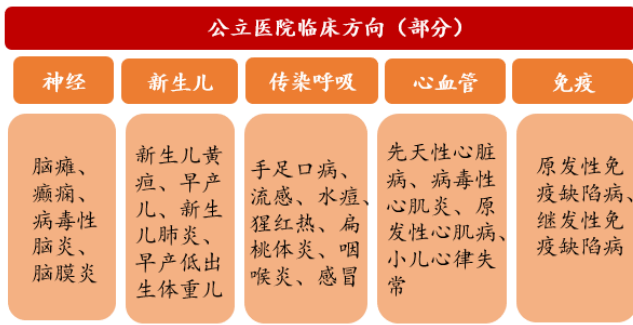 公立医院临床方向（部分）
神经
新生儿
传染呼吸
心血管
免疫
脑瘫、
癫痫、
病毒性
脑炎、
脑膜炎
新生儿黄
疸、早产
儿、新生
儿肺炎、
早产低出
生体重儿
手足口病、
流感、水痘、
猩红热、扁
桃体炎、咽
喉炎、感冒
先天性心脏
病、病毒性
心肌炎、原
发性心肌病、
小儿心律失
常
原发性免
疫缺陷病、
继发性免
疫缺陷病